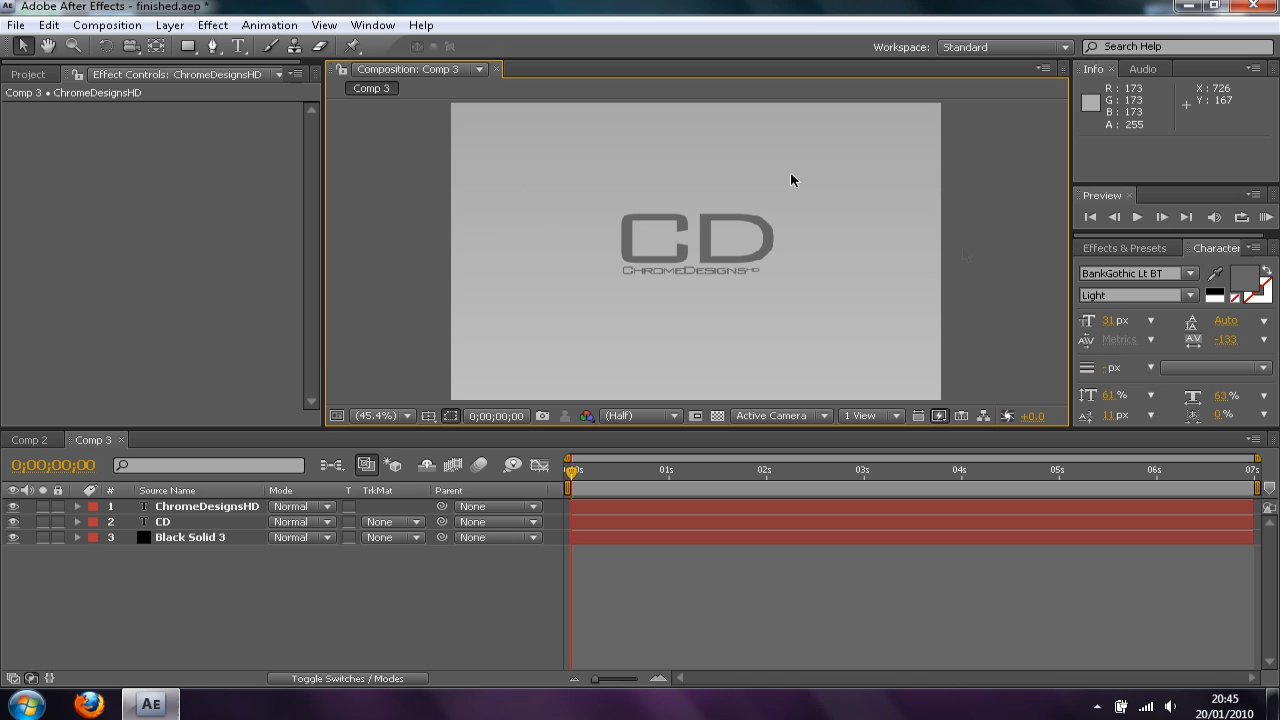 Adobe After Effects - finished.aep *
File Edit Composition Layer Effect Animation View Window Help
Workspace: Standard Search Help
Project Effect Controls: ChromeDesignsHD
Comp 3 • ChromeDesignsHD
Composition: Comp 3
Comp 3
CD
CHROMEDESIGNSHD
(45.4%) 0;00;00;00 (Half) Active Camera 1 View +0.0
Info Audio
R : 173 X : 726
G : 173 Y : 167
B : 173
A : 255
Preview
Effects & Presets Character
BankGothic Lt BT
Light
31 px Auto
Metrics -133
- px
61 % 63 %
11 px 0 %
Comp 2 Comp 3
0;00;00;00
0s 01s 02s 03s 04s 05s 06s 07s
# Source Name Mode T TrkMat Parent
1 T ChromeDesignsHD Normal None
2 T CD Normal None None
3 Black Solid 3 Normal None None
Toggle Switches / Modes
AE
20:45
20/01/2010